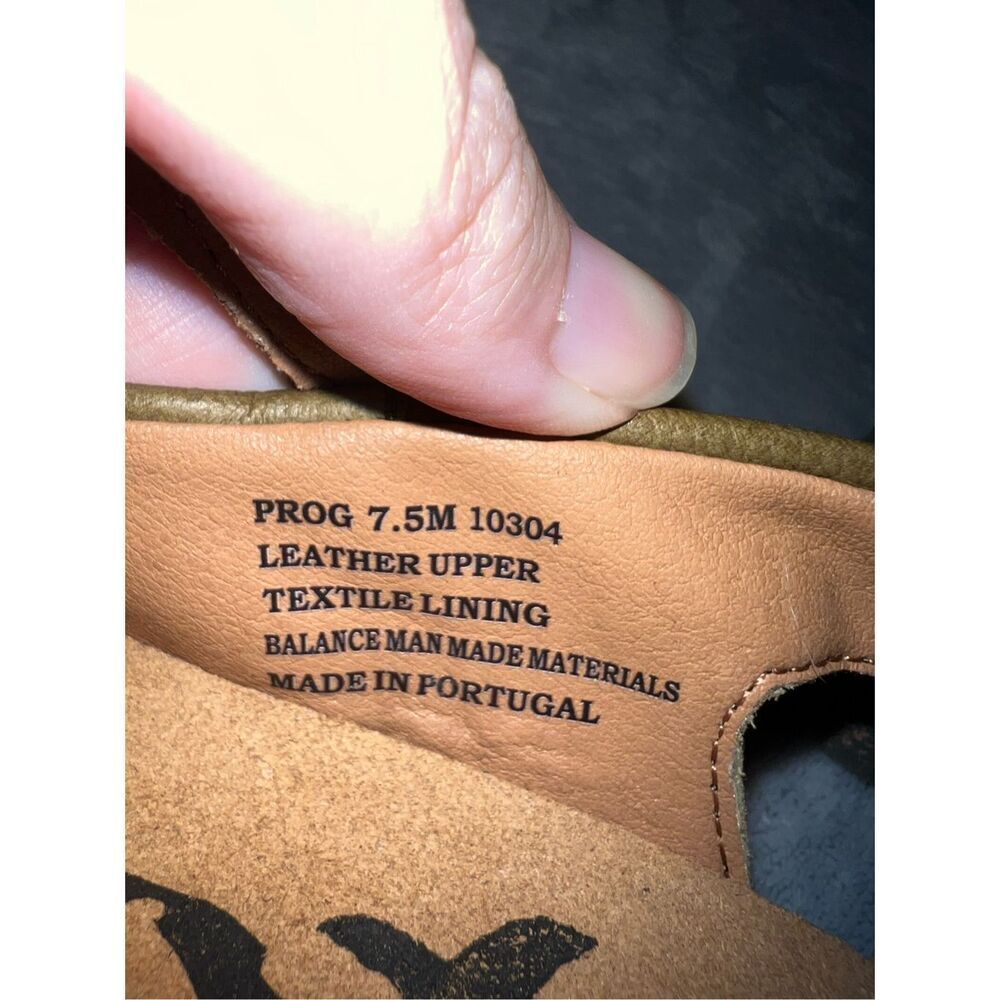 PROG 7.5M 10304
LEATHER UPPER
TEXTILE LINING
BALANCE MAN MADE MATERIALS
MADE IN PORTUGAL